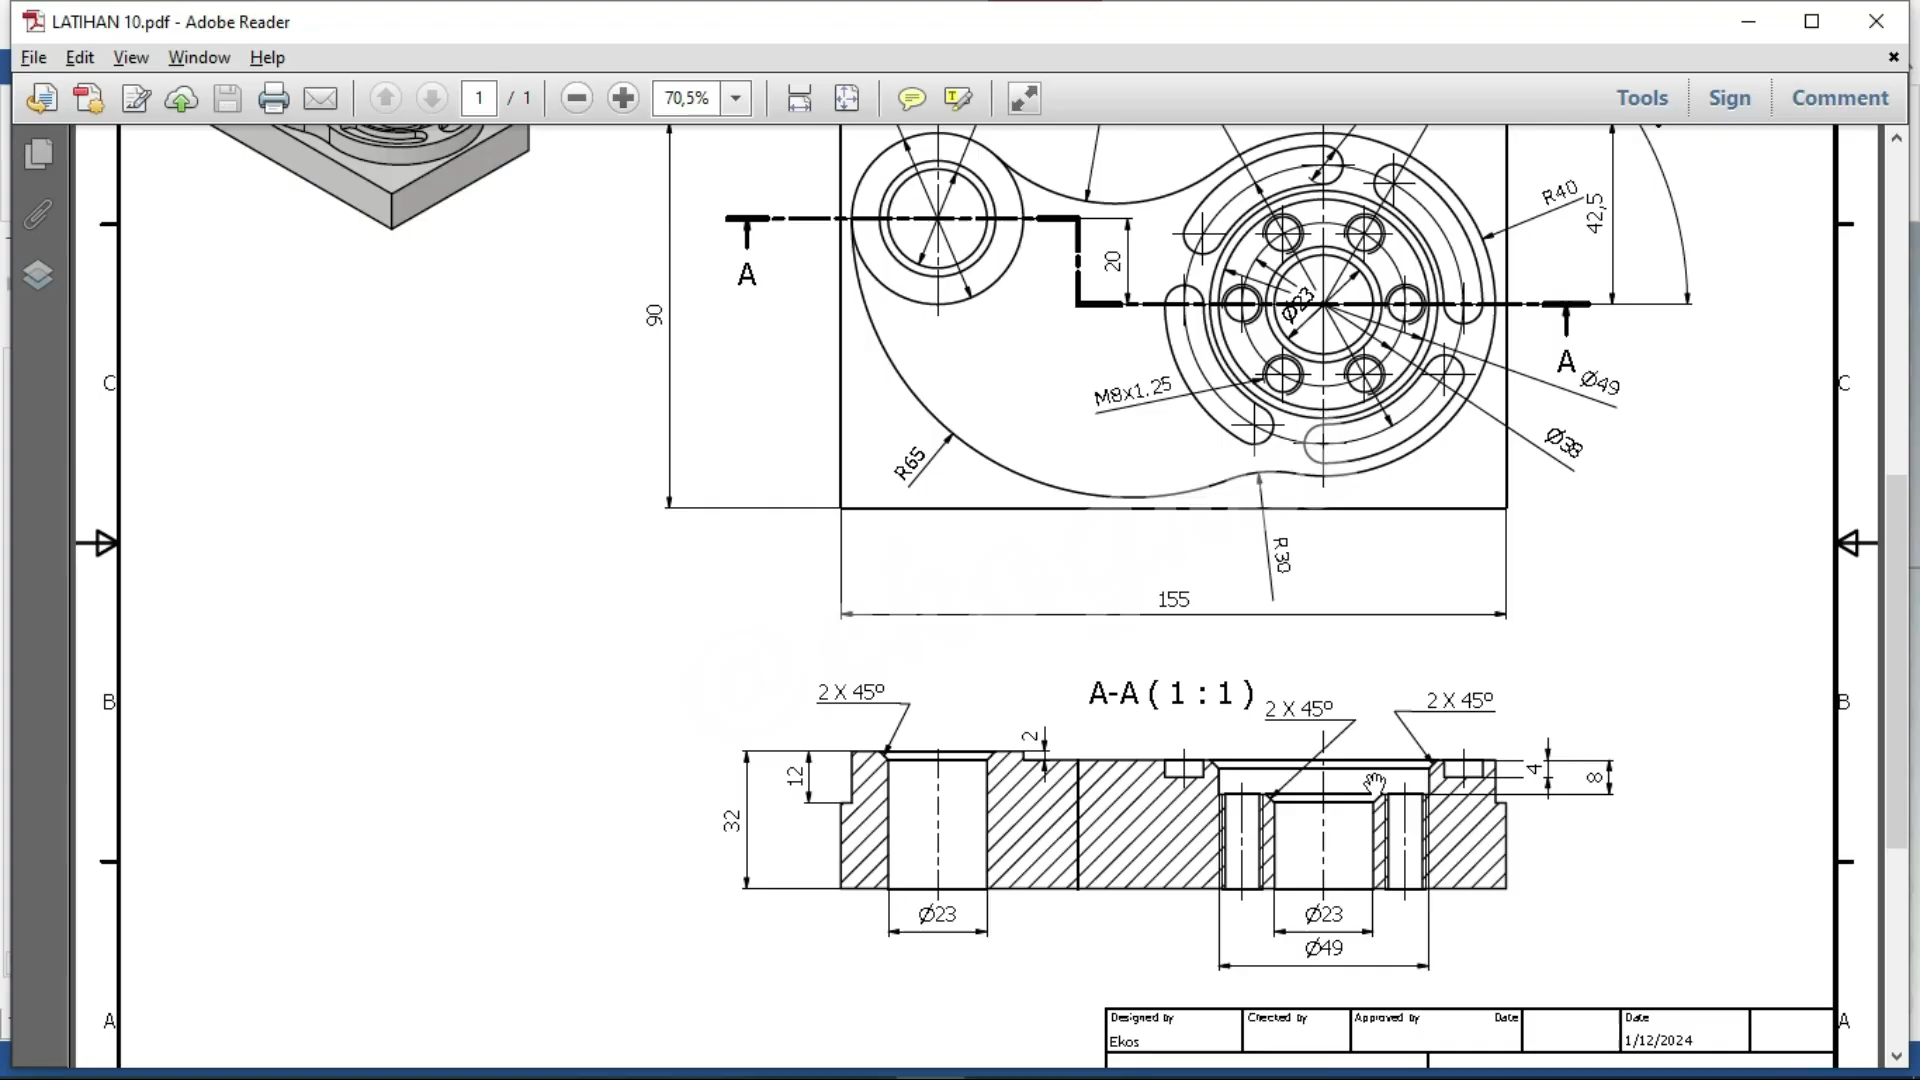 LATIHAN 10.pdf - Adobe Reader
File Edit View Window Help
1 / 1 70,5% Tools Sign Comment
R40
42,5
20
A
90
Ø23
A
C
C
Ø49
M8x1.25
Ø38
R65
R30
155
2 X 45º
A-A ( 1 : 1 )
2 X 45º
2 X 45º
B
B
2
12
4
8
32
Ø23
Ø23
Ø49
A
A
Designed by
Checked by
Approved by
Date
Date
Ekos
1/12/2024